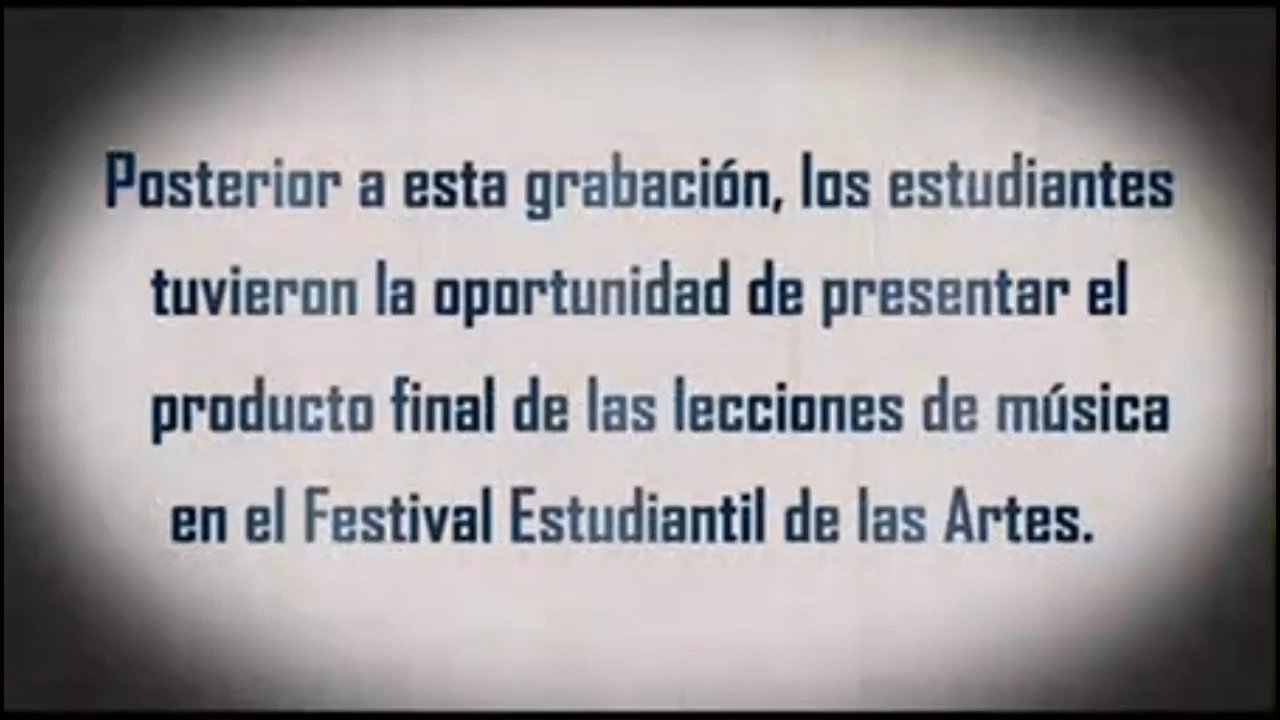 Posterior a esta grabación, los estudiantes
tuvieron la oportunidad de presentar el
producto final de las lecciones de música
en el Festival Estudiantil de las Artes.